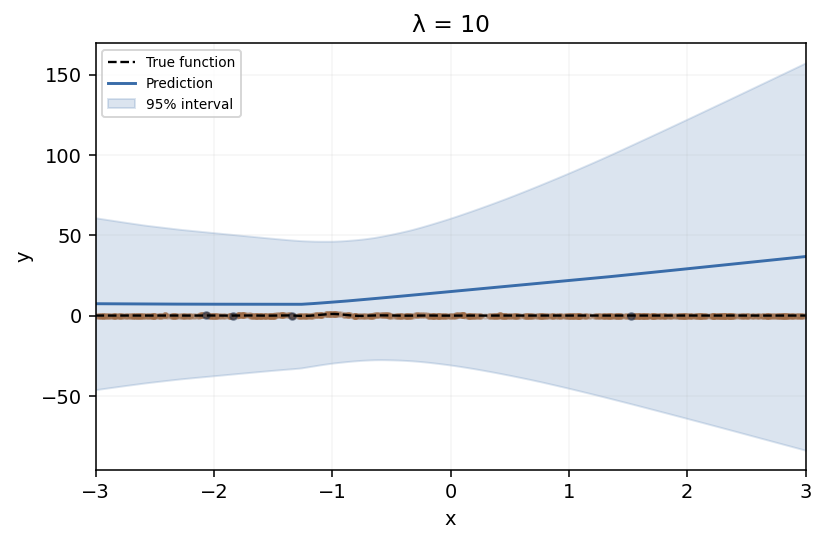 λ = 10
True function
Prediction
95% interval
150
100
50
0
−50
y
−3 −2 −1 0 1 2 3
x